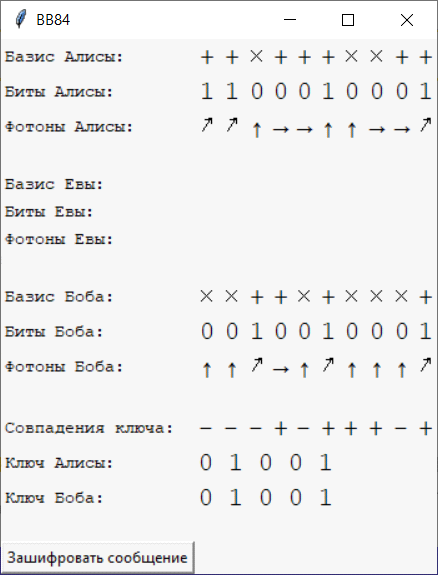 BB84
Базис Алисы: + + × + + + × × + +
Биты Алисы: 1 1 0 0 0 1 0 0 0 1
Фотоны Алисы: ↗ ↗ ↑ → → ↑ ↑ → → ↗
Базис Евы:
Биты Евы:
Фотоны Евы:
Базис Боба: × × + + × + × × × +
Биты Боба: 0 0 1 0 0 1 0 0 0 1
Фотоны Боба: ↑ ↑ ↗ → ↑ ↗ ↑ ↑ ↑ ↗
Совпадения ключа: - - - + - + + + - +
Ключ Алисы: 0 1 0 0 1
Ключ Боба: 0 1 0 0 1
Зашифровать сообщение